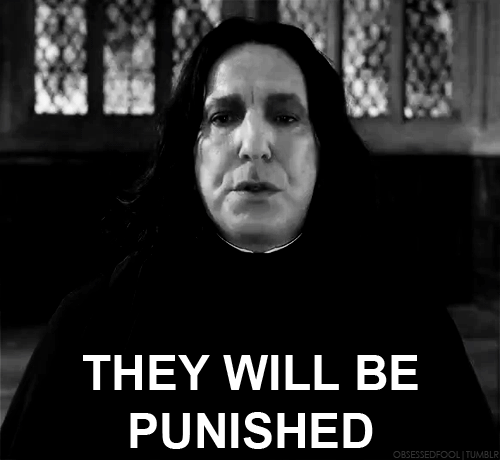 THEY WILL BE
PUNISHED
OBSESSEDFOOL|TUMBLR